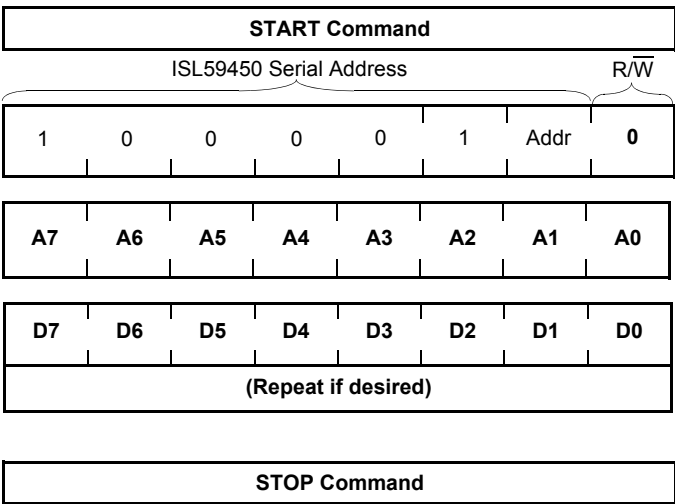 START Command
ISL59450 Serial Address R/W̅
1 0 0 0 0 1 Addr 0
A7 A6 A5 A4 A3 A2 A1 A0
D7 D6 D5 D4 D3 D2 D1 D0
(Repeat if desired)
STOP Command